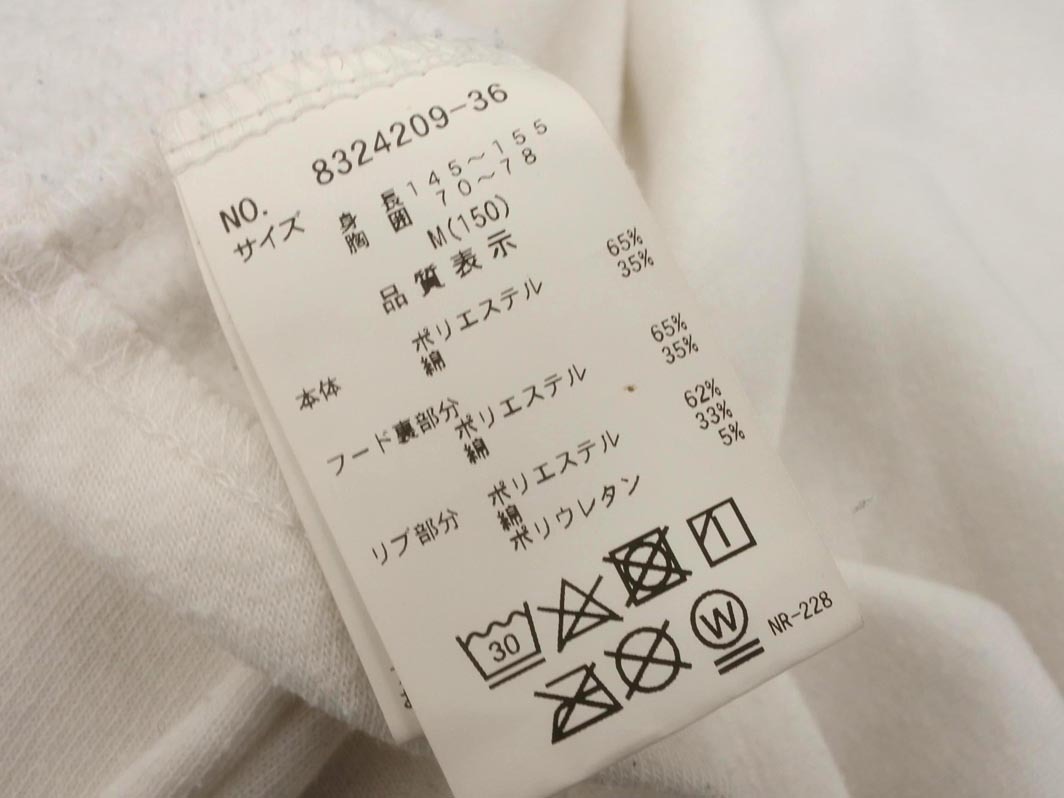 NO. 8324209-36
サイズ 身長 145～155
胸囲 70～78
M(150)
品質表示
本体 ポリエステル 65%
綿 35%
フード裏部分 ポリエステル 65%
綿 35%
リブ部分 ポリエステル 62%
綿 33%
ポリウレタン 5%
30
W
NR-228